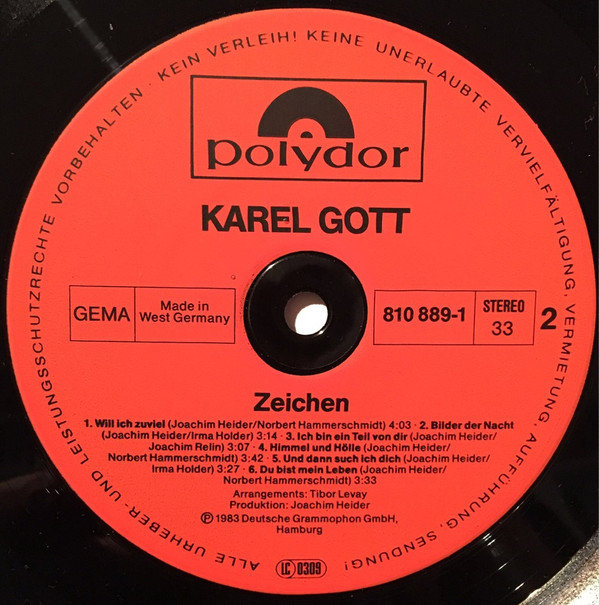 ALLE URHEBER- UND LEISTUNGSSCHUTZRECHTE VORBEHALTEN · KEIN VERLEIH! KEINE UNERLAUBTE VERVIELFÄLTIGUNG, VERMIETUNG, AUFFÜHRUNG, SENDUNG!
polydor
KAREL GOTT
GEMA
Made in
West Germany
810 889-1
STEREO
33
2
Zeichen
1. Will ich zuviel (Joachim Heider/Norbert Hammerschmidt) 4:03 · 2. Bilder der Nacht
(Joachim Heider/Irma Holder) 3:14 · 3. Ich bin ein Teil von dir (Joachim Heider/
Joachim Relin) 3:07 · 4. Himmel und Hölle (Joachim Heider/
Norbert Hammerschmidt) 3:42 · 5. Und dann such ich dich (Joachim Heider/
Irma Holder) 3:27 · 6. Du bist mein Leben (Joachim Heider/
Norbert Hammerschmidt) 3:33
Arrangements: Tibor Levay
Produktion: Joachim Heider
℗ 1983 Deutsche Grammophon GmbH,
Hamburg
LC 0309